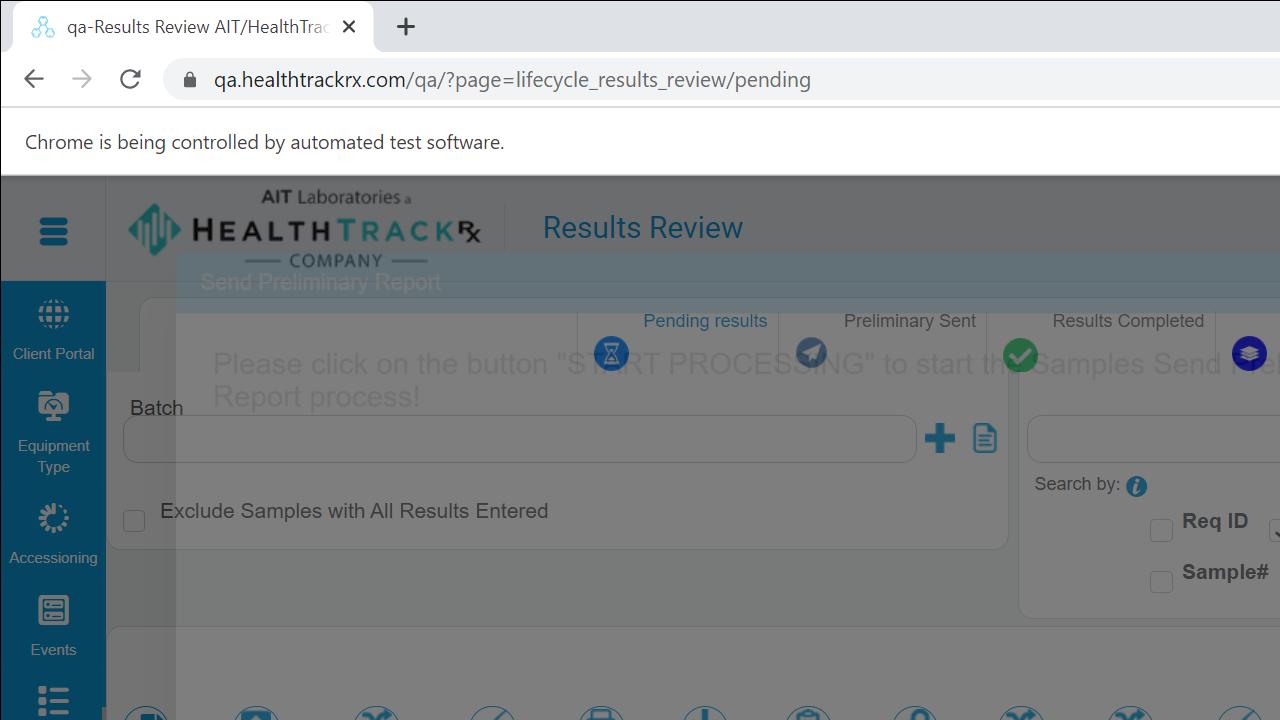 qa-Results Review AIT/HealthTrac
qa.healthtrackrx.com/qa/?page=lifecycle_results_review/pending
Chrome is being controlled by automated test software.
AIT Laboratories a
HEALTHTRACKRx
COMPANY
Results Review
Send Preliminary Report
Client Portal
Pending results
Preliminary Sent
Results Completed
Please click on the button "START PROCESSING" to start the Samples Send
Report process!
Batch
Equipment
Type
Search by:
Exclude Samples with All Results Entered
Req ID
Accessioning
Sample#
Events